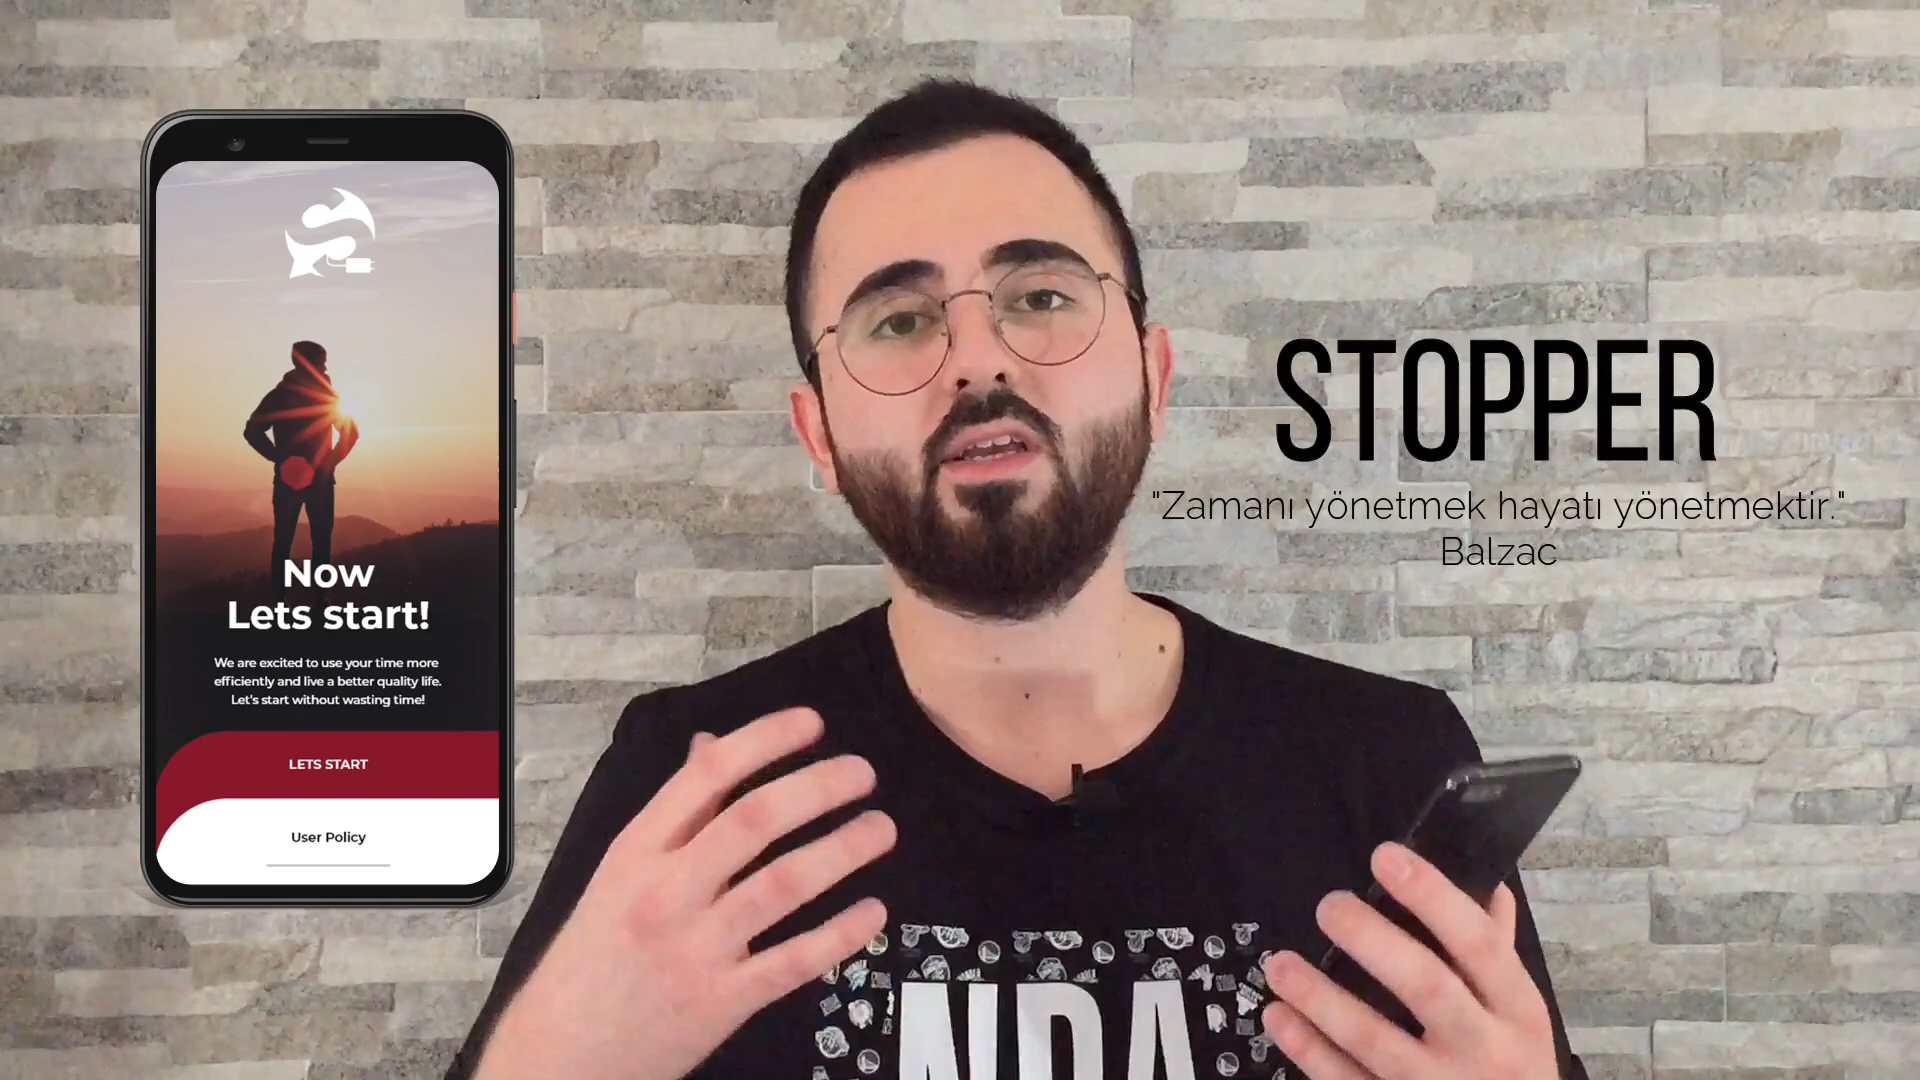 Now
Lets start!
We are excited to use your time more
efficiently and live a better quality life.
Let's start without wasting time!
LETS START
User Policy
STOPPER
"Zamanı yönetmek hayatı yönetmektir."
Balzac
NBA